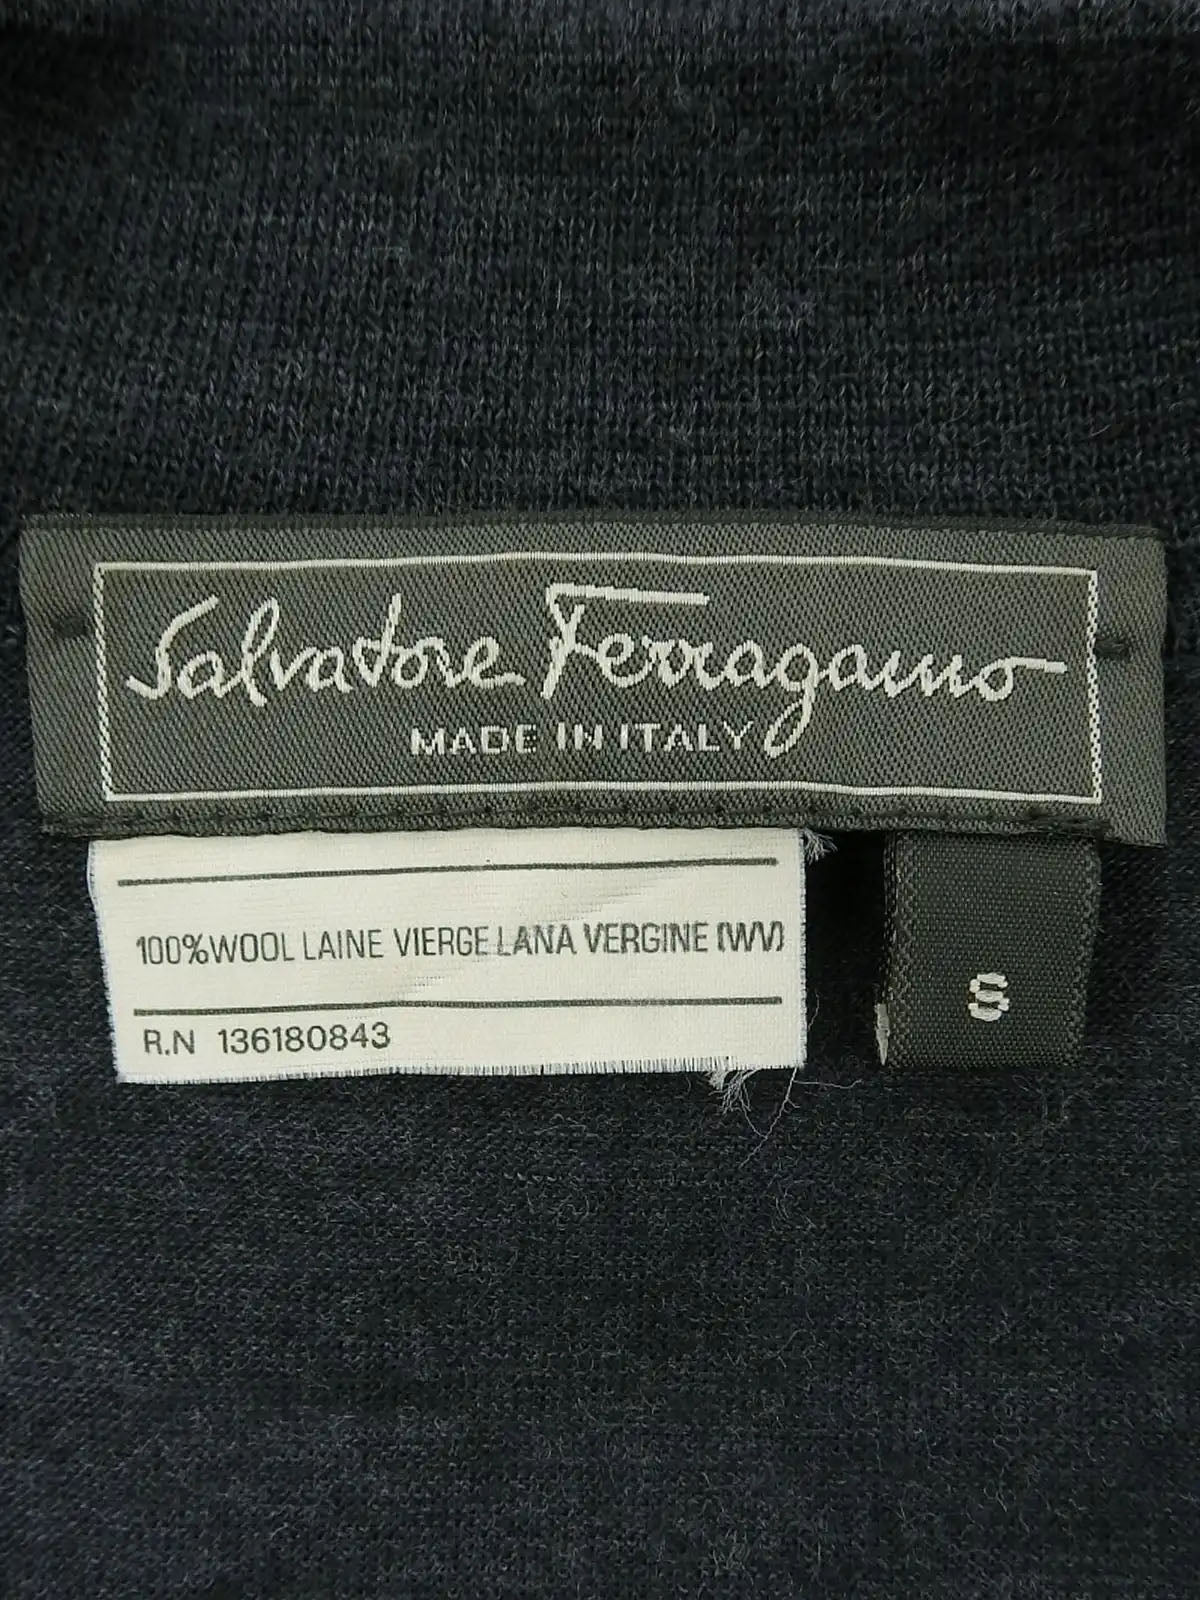 Salvatore Ferragamo
MADE IN ITALY
100%WOOL LAINE VIERGE LANA VERGINE (WV)
R.N 136180843
S